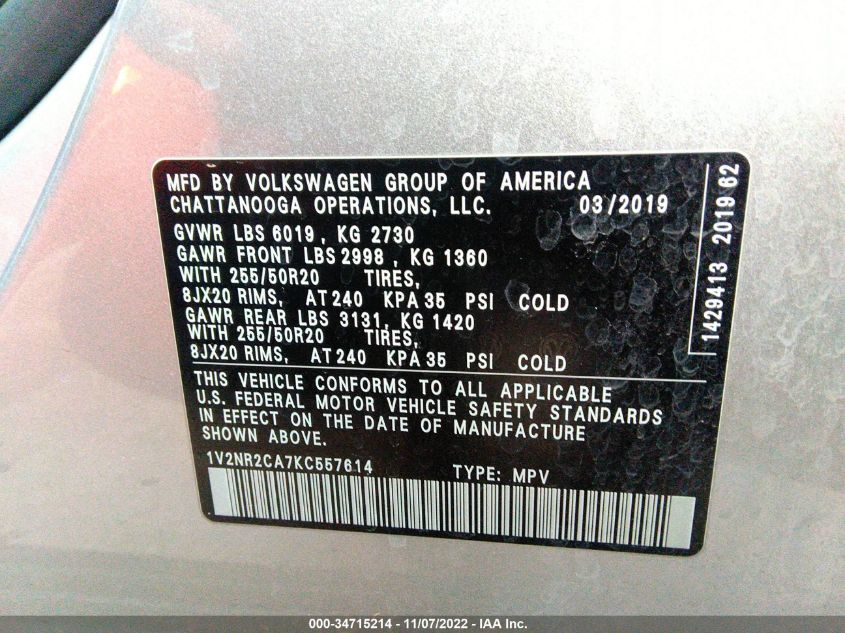 MFD BY VOLKSWAGEN GROUP OF AMERICA
CHATTANOOGA OPERATIONS, LLC. 03/2019
GVWR LBS 6019, KG 2730
GAWR FRONT LBS 2998, KG 1360
WITH 255/50R20 TIRES,
8JX20 RIMS, AT 240 KPA 35 PSI COLD
GAWR REAR LBS 3131, KG 1420
WITH 255/50R20 TIRES,
8JX20 RIMS, AT 240 KPA 35 PSI COLD
THIS VEHICLE CONFORMS TO ALL APPLICABLE
U.S. FEDERAL MOTOR VEHICLE SAFETY STANDARDS
IN EFFECT ON THE DATE OF MANUFACTURE
SHOWN ABOVE.
1V2NR2CA7KC557614 TYPE: MPV
1429413 2019 62
000-34715214 - 11/07/2022 - IAA Inc.